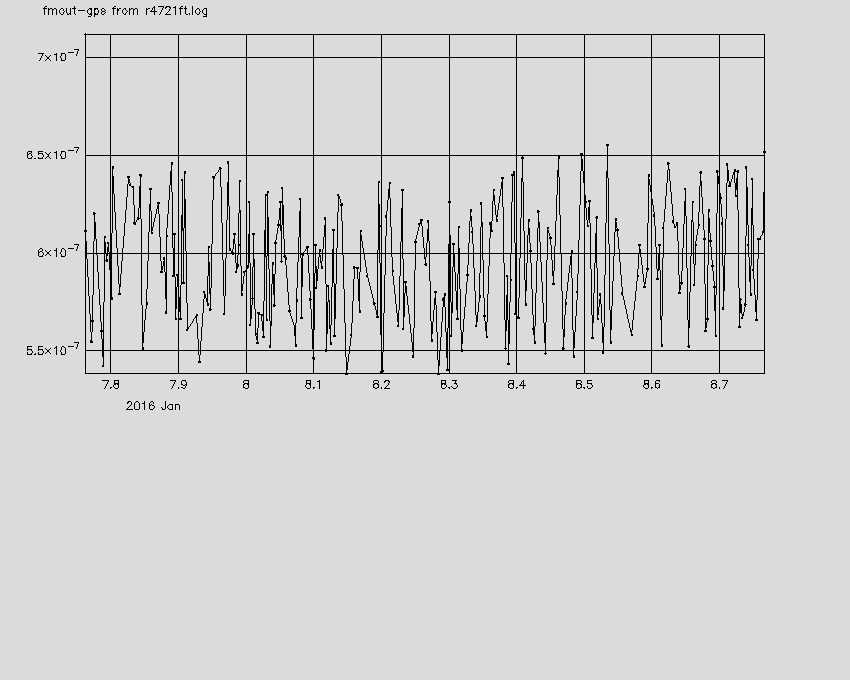 fmout-gps from r4721ft.log
7×10⁻⁷
6.5×10⁻⁷
6×10⁻⁷
5.5×10⁻⁷
7.8 7.9 8 8.1 8.2 8.3 8.4 8.5 8.6 8.7
2016 Jan